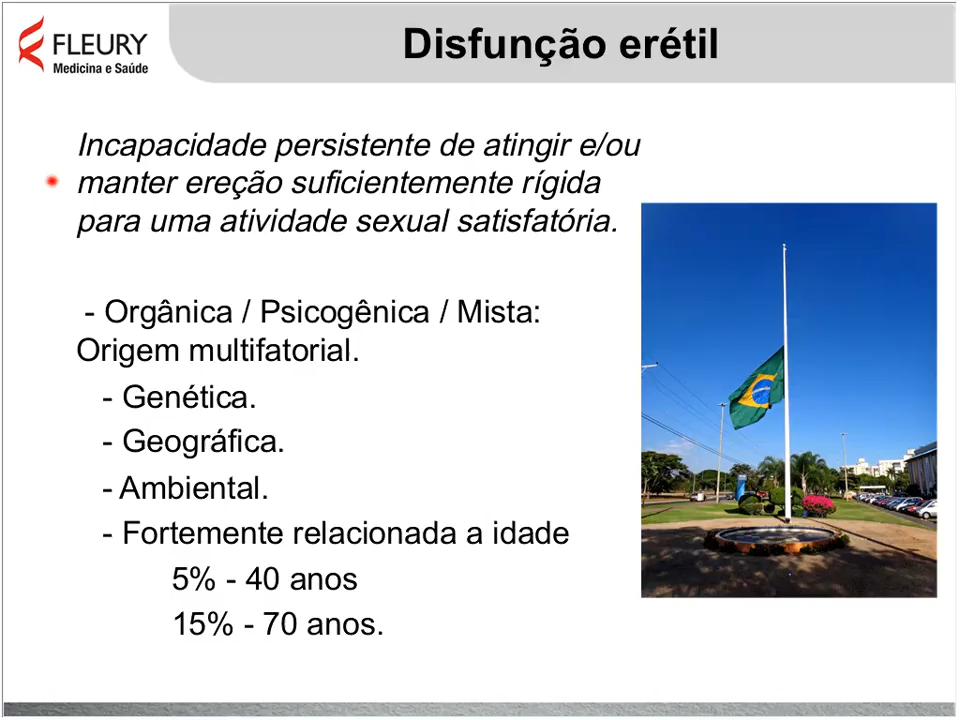 FLEURY
Medicina e Saúde
Disfunção erétil
Incapacidade persistente de atingir e/ou
manter ereção suficientemente rígida
para uma atividade sexual satisfatória.
- Orgânica / Psicogênica / Mista:
Origem multifatorial.
- Genética.
- Geográfica.
- Ambiental.
- Fortemente relacionada a idade
5% - 40 anos
15% - 70 anos.